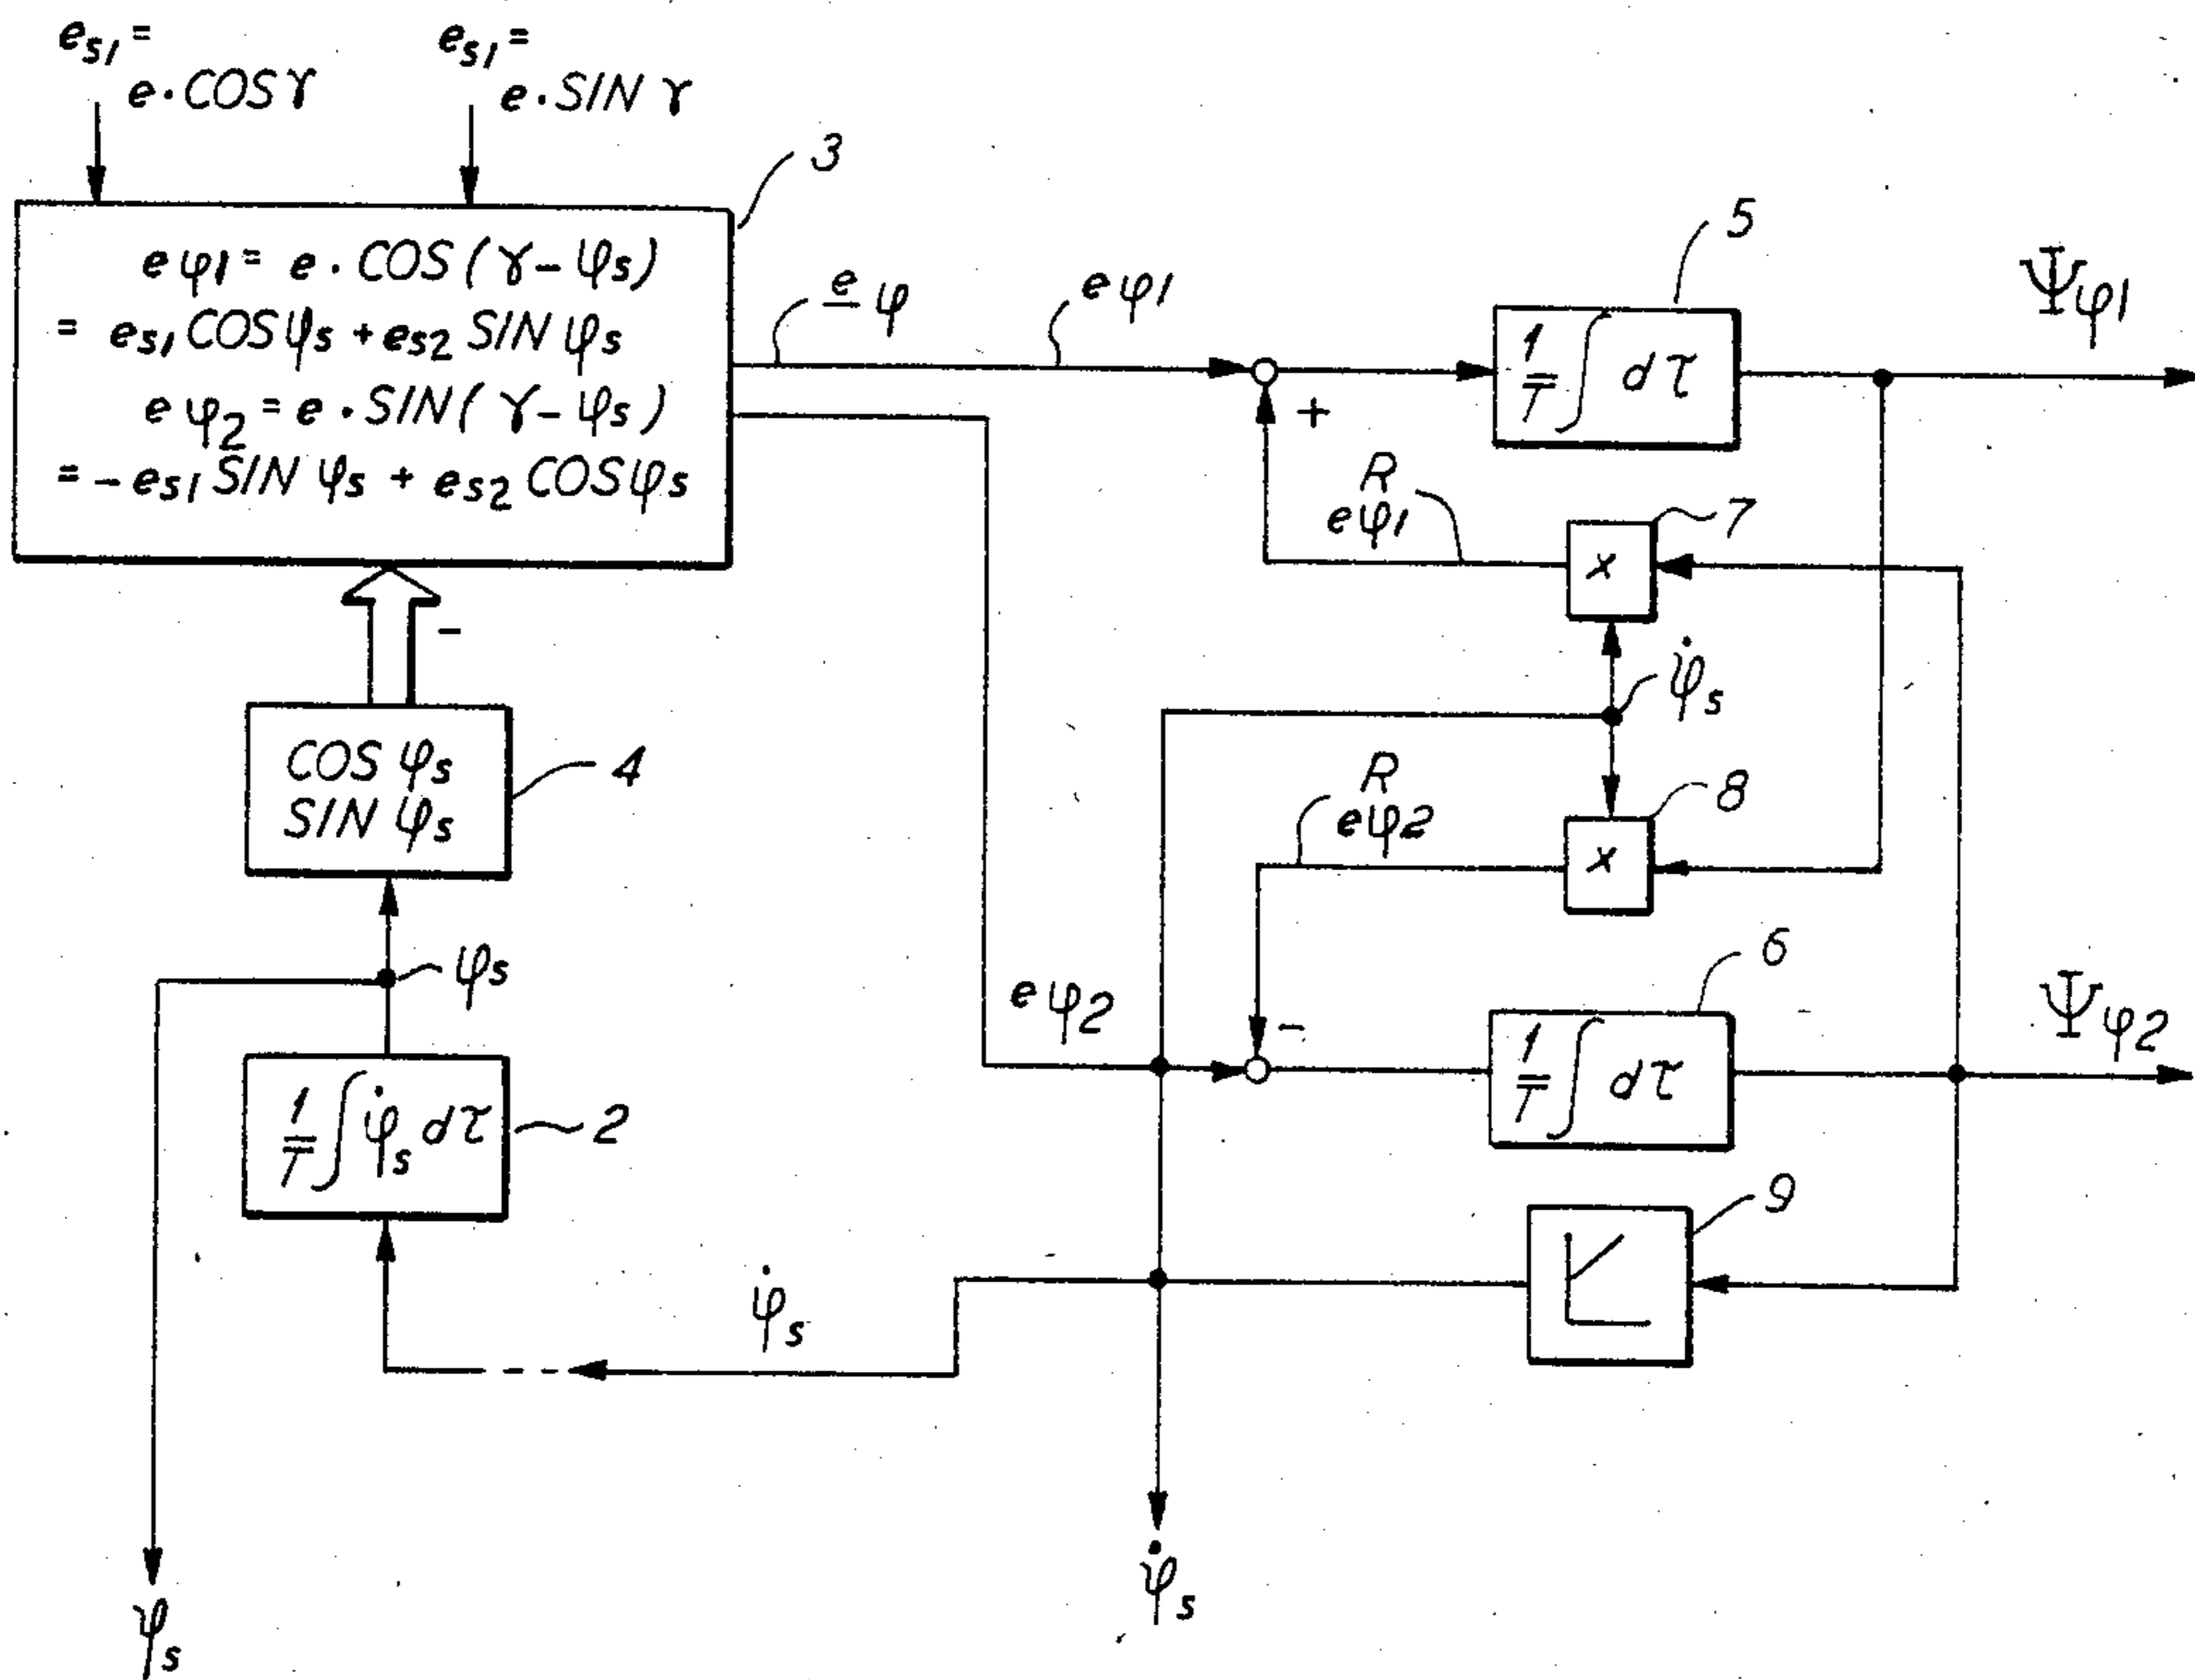 e_s1 =
e · COS γ
e_s1 =
e · SIN γ
3
e φ1 = e · COS (γ – φs)
= e_s1 COS φs + e_s2 SIN φs
e φ2 = e · SIN (γ – φs)
= – e_s1 SIN φs + e_s2 COS φs
e φ
e φ1
5
1/T ∫ dτ
Ψφ1
+
R
e φ1
7
x
–
φ̇s
COS φs
SIN φs
4
R
e φ2
8
x
φs
e φ2
–
6
1/T ∫ dτ
Ψφ2
1/T ∫ φ̇s dτ
2
9
φ̇s
φ̇s
φs